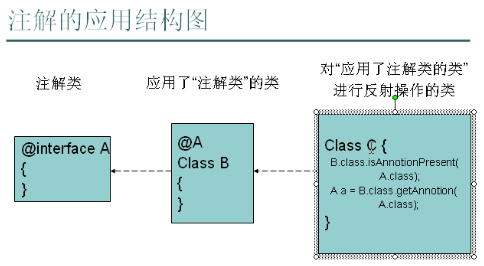 注解的应用结构图
注解类
应用了“注解类”的类
对“应用了注解类的类”
进行反射操作的类
@interface A
{
}
@A
Class B
{
}
Class C {
B.class.isAnnotionPresent(
A.class);
A a = B.class.getAnnotion(
A.class);
}